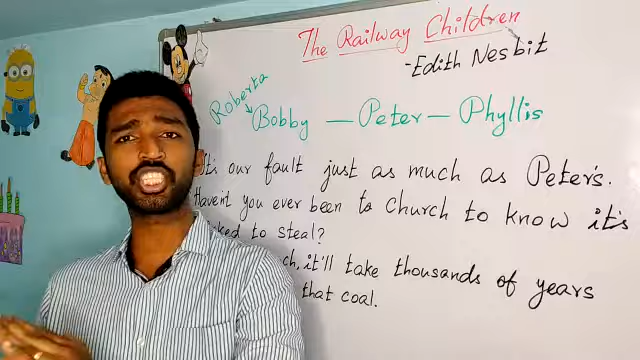 The Railway Children
- Edith Nesbit
Roberta
Bobby — Peter — Phyllis
It's our fault just as much as Peter's.
Haven't you ever been to Church to know it's
to steal?
it'll take thousands of years
that coal.